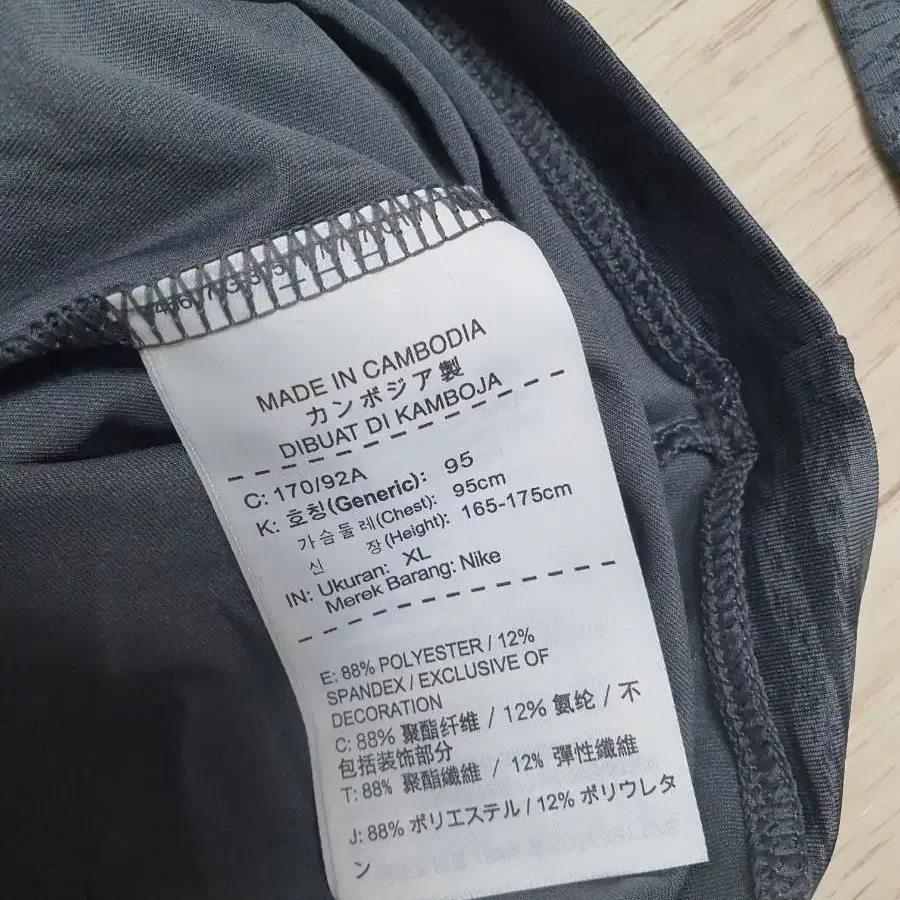 MADE IN CAMBODIA
カンボジア製
DIBUAT DI KAMBOJA
C: 170/92A
K: 호칭(Generic): 95
가슴둘레(Chest): 95cm
신 장(Height): 165-175cm
IN: Ukuran: XL
Merek Barang: Nike
E: 88% POLYESTER / 12%
SPANDEX / EXCLUSIVE OF
DECORATION
C: 88% 聚酯纤维 / 12% 氨纶 / 不
包括装饰部分
T: 88% 聚酯纖維 / 12% 彈性纖維
J: 88% ポリエステル / 12% ポリウレタ
ン